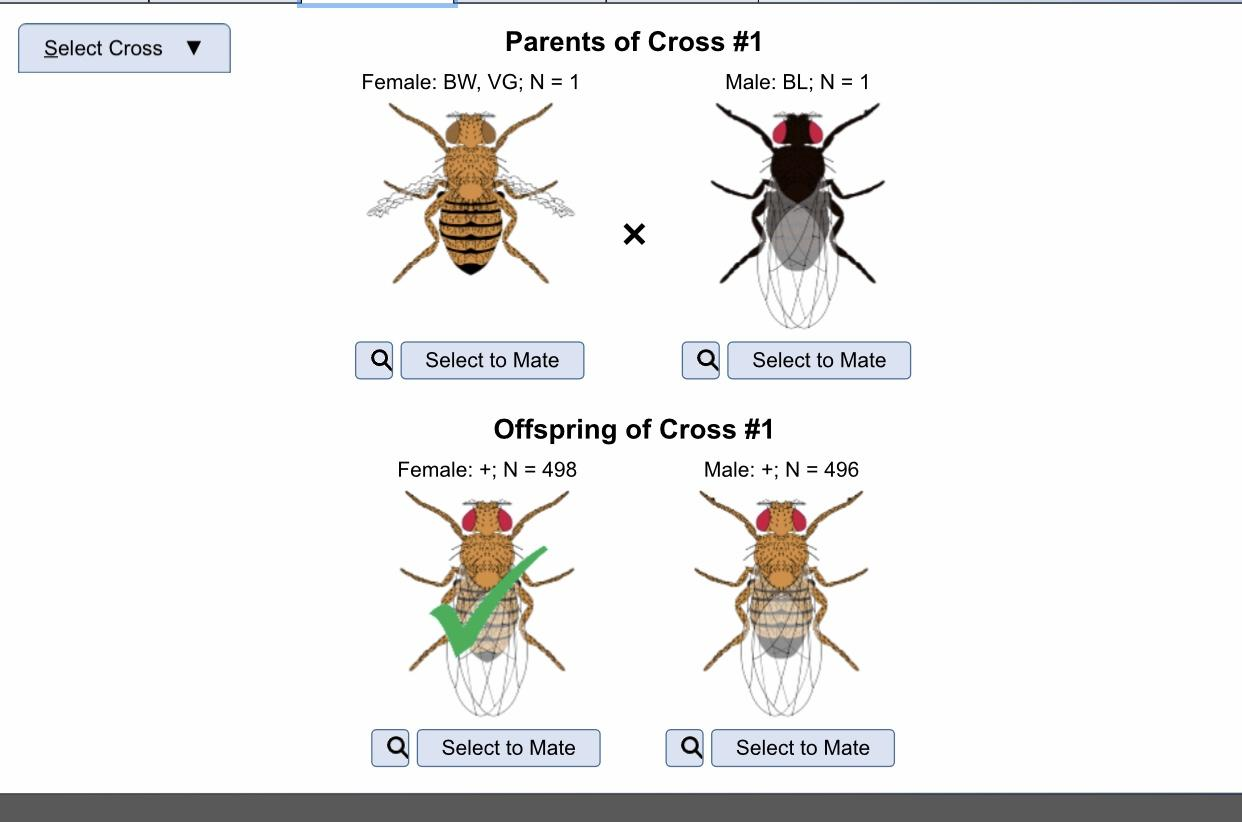 Select Cross ▼
Parents of Cross #1
Female: BW, VG; N = 1
Male: BL; N = 1
×
Select to Mate
Select to Mate
Offspring of Cross #1
Female: +; N = 498
Male: +; N = 496
Select to Mate
Select to Mate